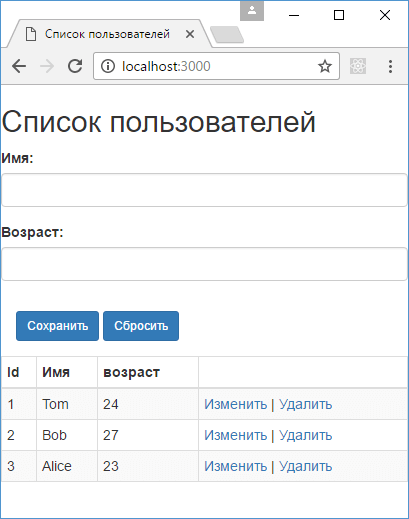 Список пользователей
localhost:3000
Список пользователей
Имя:
Возраст:
Сохранить Сбросить
Id Имя возраст
1 Tom 24 Изменить | Удалить
2 Bob 27 Изменить | Удалить
3 Alice 23 Изменить | Удалить